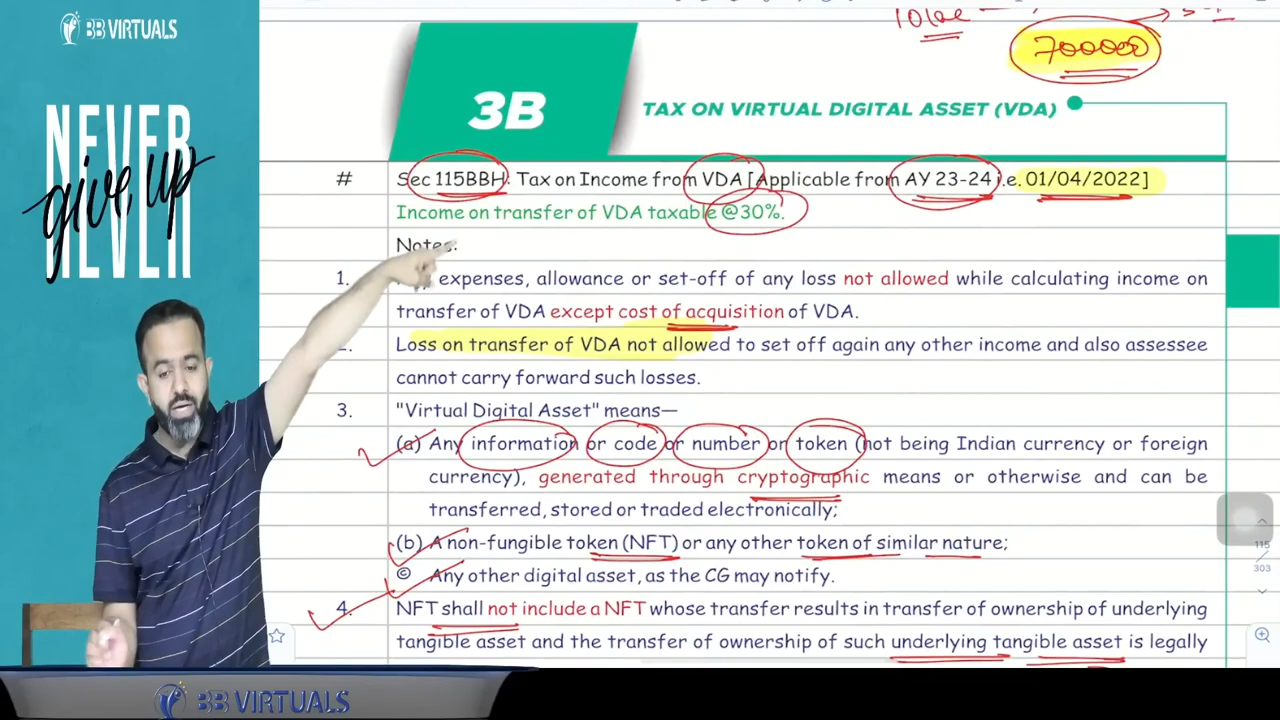 BB VIRTUALS
NEVER
give up
NEVER
Total
700000
3B
TAX ON VIRTUAL DIGITAL ASSET (VDA)
# Sec 115BBH: Tax on Income from VDA [Applicable from AY 23-24 i.e. 01/04/2022]
Income on transfer of VDA taxable @30%.
Notes:
1. expenses, allowance or set-off of any loss not allowed while calculating income on
transfer of VDA except cost of acquisition of VDA.
Loss on transfer of VDA not allowed to set off again any other income and also assessee
cannot carry forward such losses.
3. "Virtual Digital Asset" means—
(a) Any information or code or number or token (not being Indian currency or foreign
currency), generated through cryptographic means or otherwise and can be
transferred, stored or traded electronically;
(b) A non-fungible token (NFT) or any other token of similar nature;
© Any other digital asset, as the CG may notify.
4. NFT shall not include a NFT whose transfer results in transfer of ownership of underlying
tangible asset and the transfer of ownership of such underlying tangible asset is legally
115
303
BB VIRTUALS